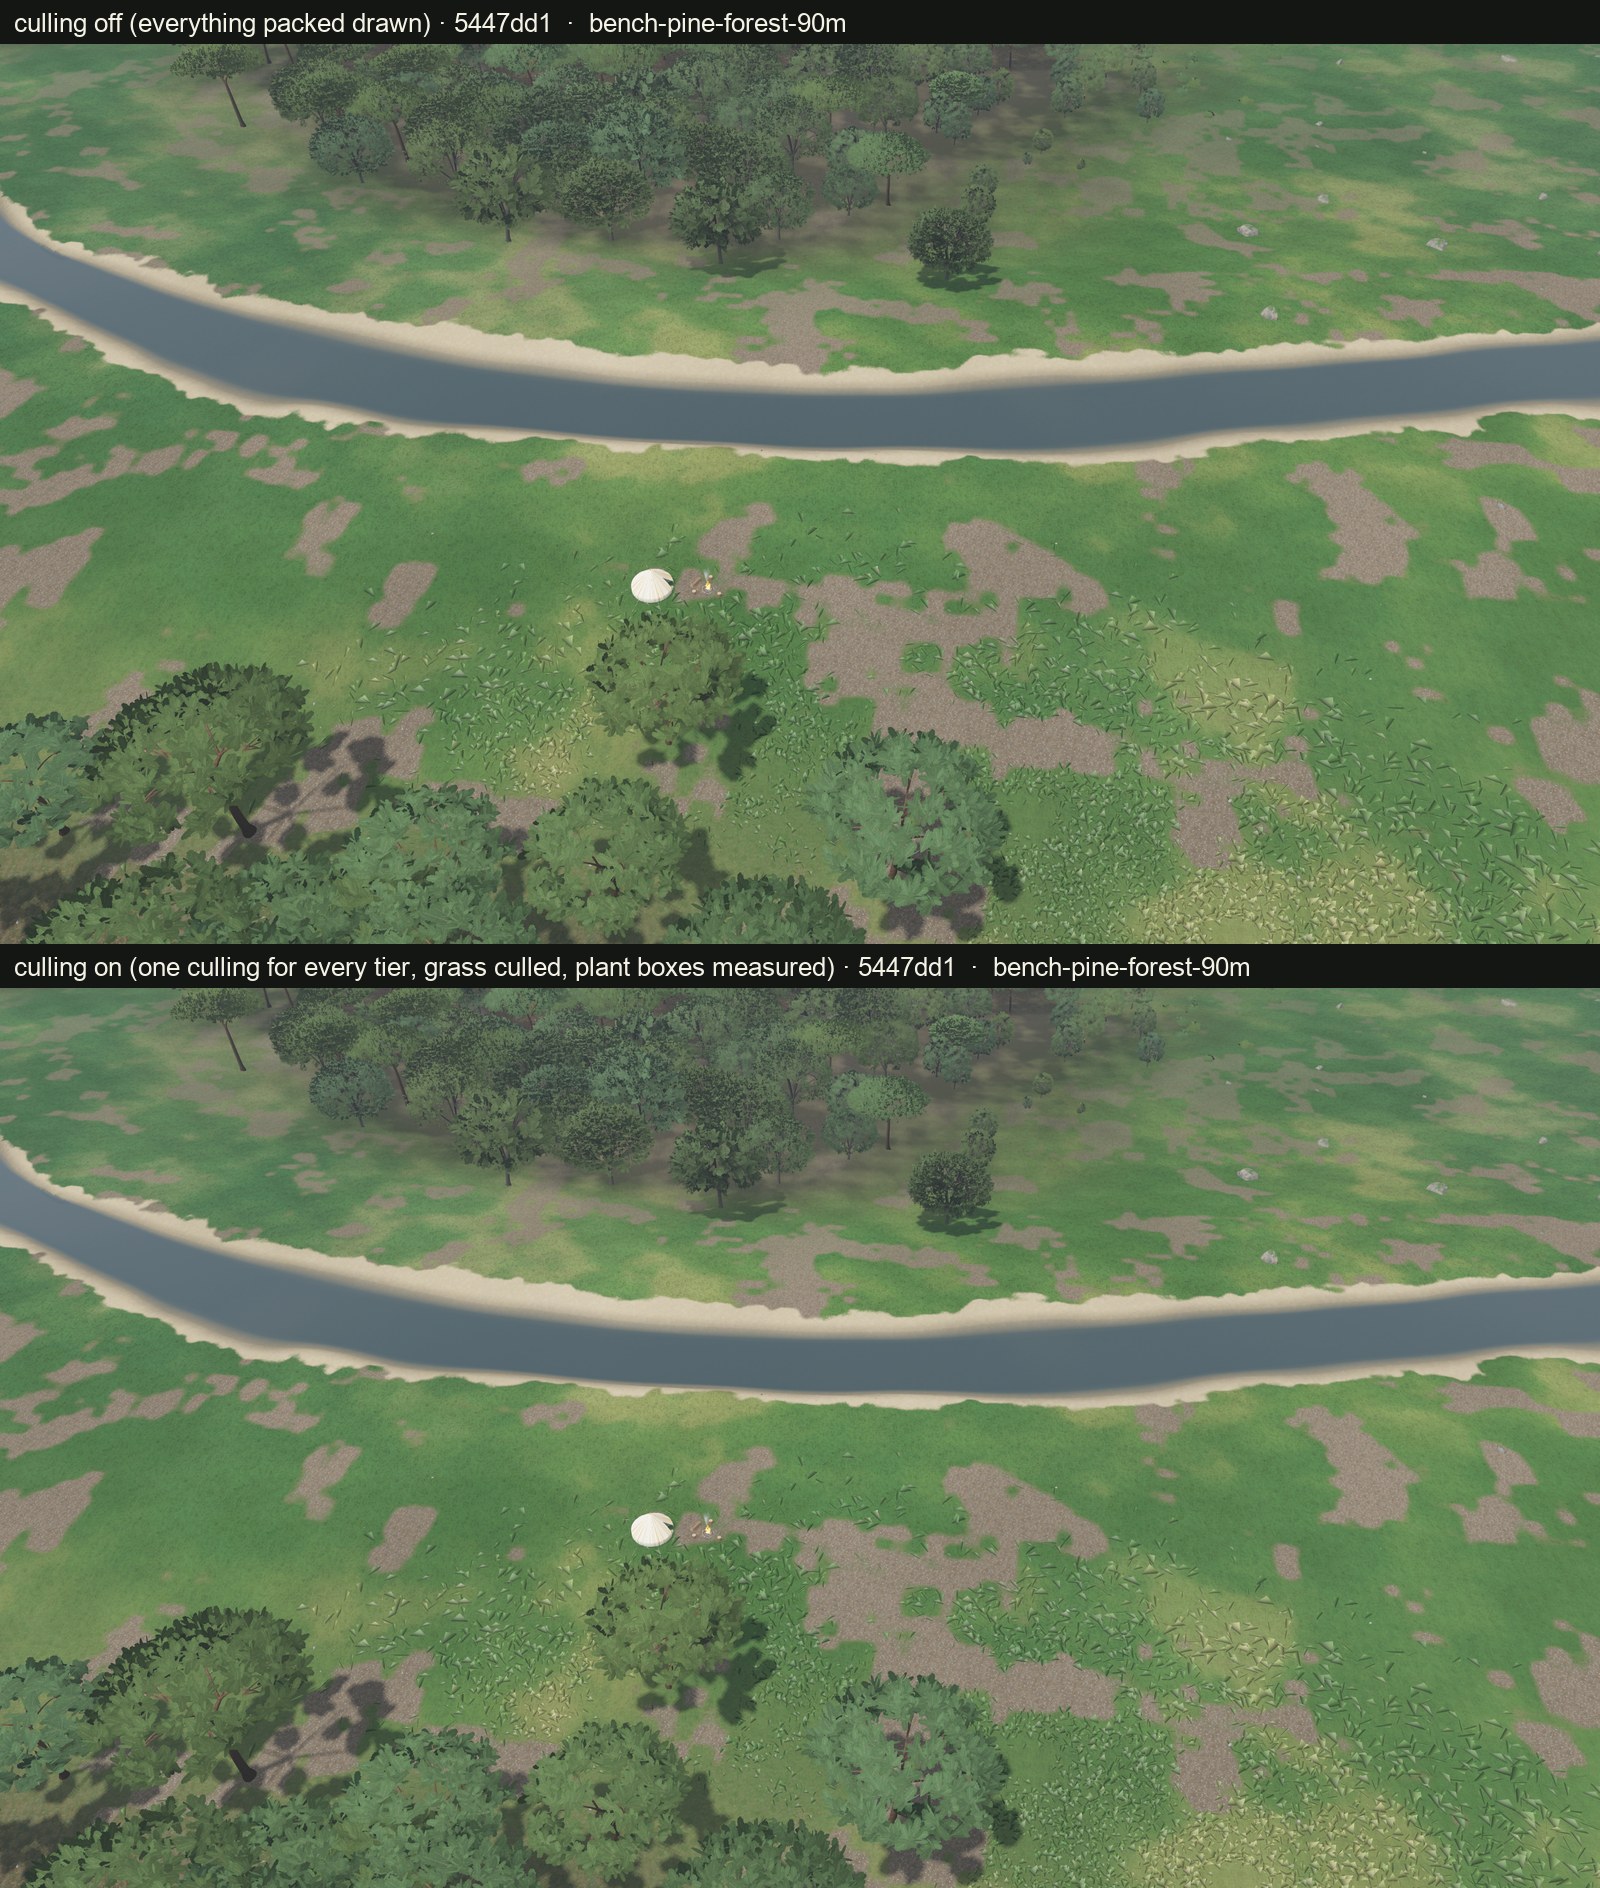 culling off (everything packed drawn) · 5447dd1 · bench-pine-forest-90m
culling on (one culling for every tier, grass culled, plant boxes measured) · 5447dd1 · bench-pine-forest-90m